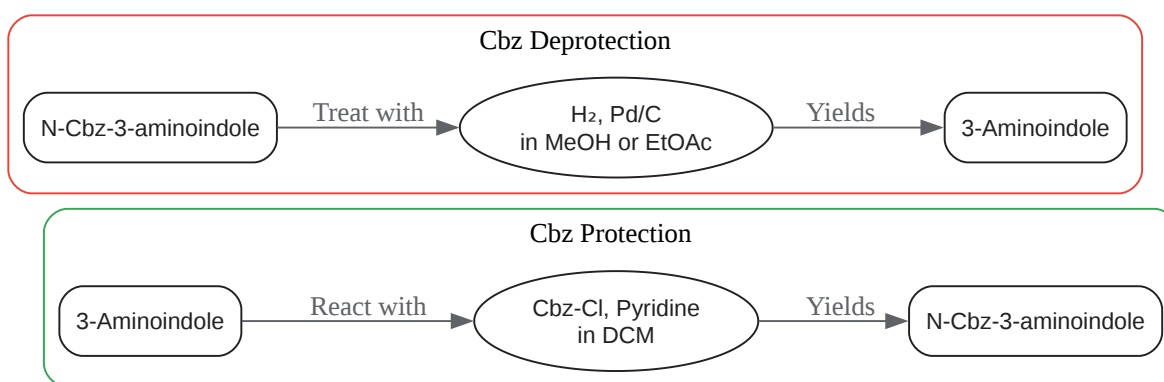 Cbz Deprotection
N-Cbz-3-aminoindole
Treat with
H₂, Pd/C
in MeOH or EtOAc
Yields
3-Aminoindole
Cbz Protection
3-Aminoindole
React with
Cbz-Cl, Pyridine
in DCM
Yields
N-Cbz-3-aminoindole